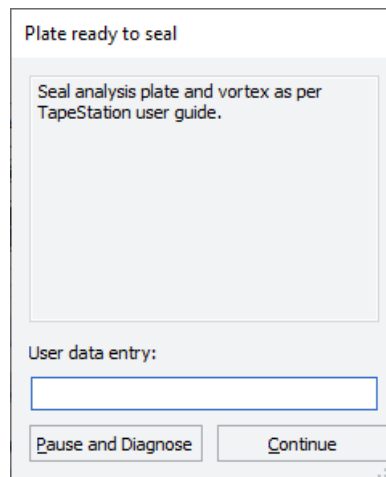 Plate ready to seal
Seal analysis plate and vortex as per
TapeStation user guide.
User data entry:
Pause and Diagnose
Continue